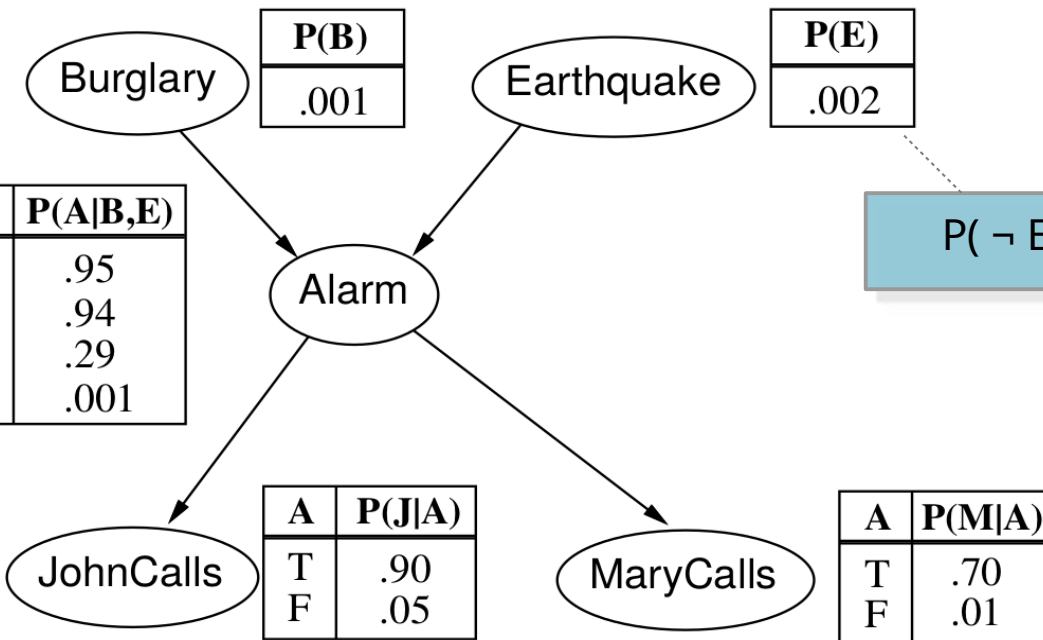 Burglary
P(B)
.001
Earthquake
P(E)
.002
P(A|B,E)
.95
.94
.29
.001
Alarm
P( ¬ E
JohnCalls
A P(J|A)
T .90
F .05
MaryCalls
A P(M|A)
T .70
F .01